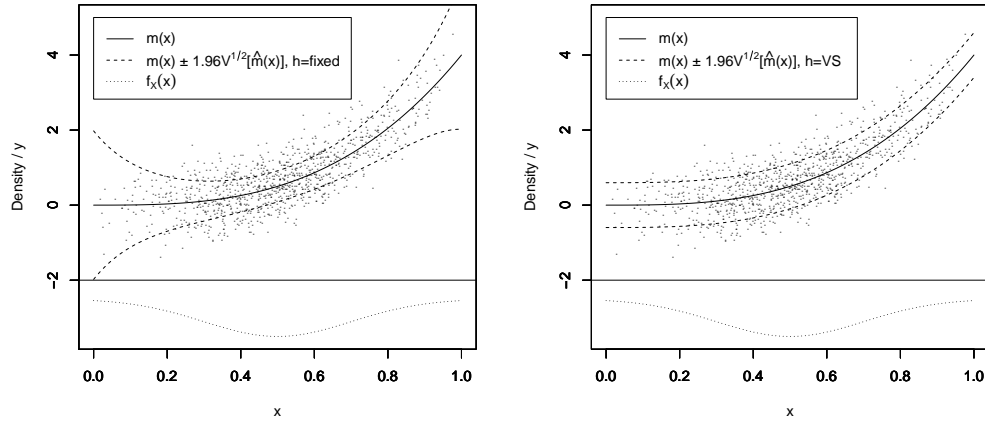 m(x)
m(x) ± 1.96V^{1/2}[m̂(x)], h=fixed
f_X(x)
Density / y
4
2
0
−2
0.0 0.2 0.4 0.6 0.8 1.0
x
m(x)
m(x) ± 1.96V^{1/2}[m̂(x)], h=VS
f_X(x)
Density / y
4
2
0
−2
0.0 0.2 0.4 0.6 0.8 1.0
x